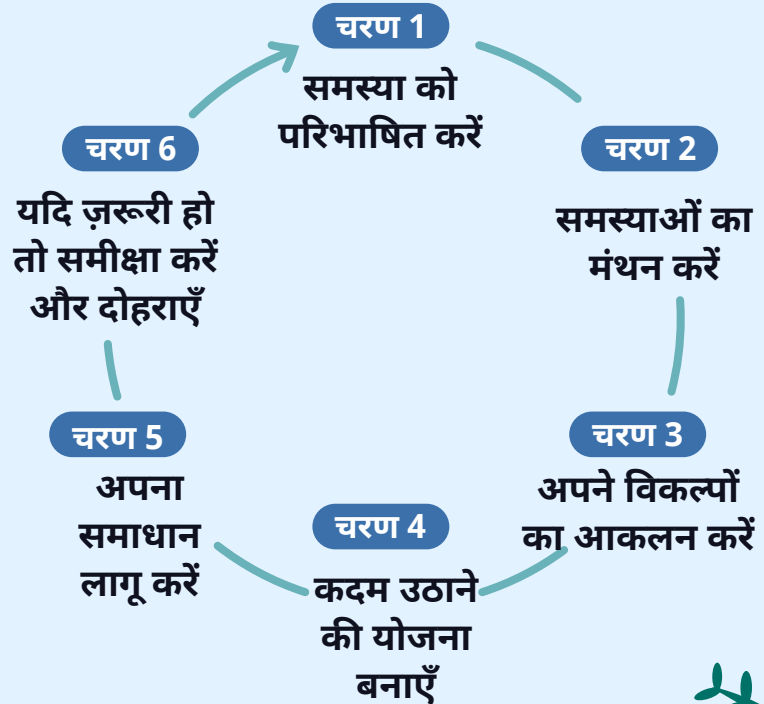 चरण 1
समस्या को
परिभाषित करें
चरण 2
समस्याओं का
मंथन करें
चरण 3
अपने विकल्पों
का आकलन करें
चरण 4
कदम उठाने
की योजना
बनाएँ
चरण 5
अपना
समाधान
लागू करें
चरण 6
यदि ज़रूरी हो
तो समीक्षा करें
और दोहराएँ